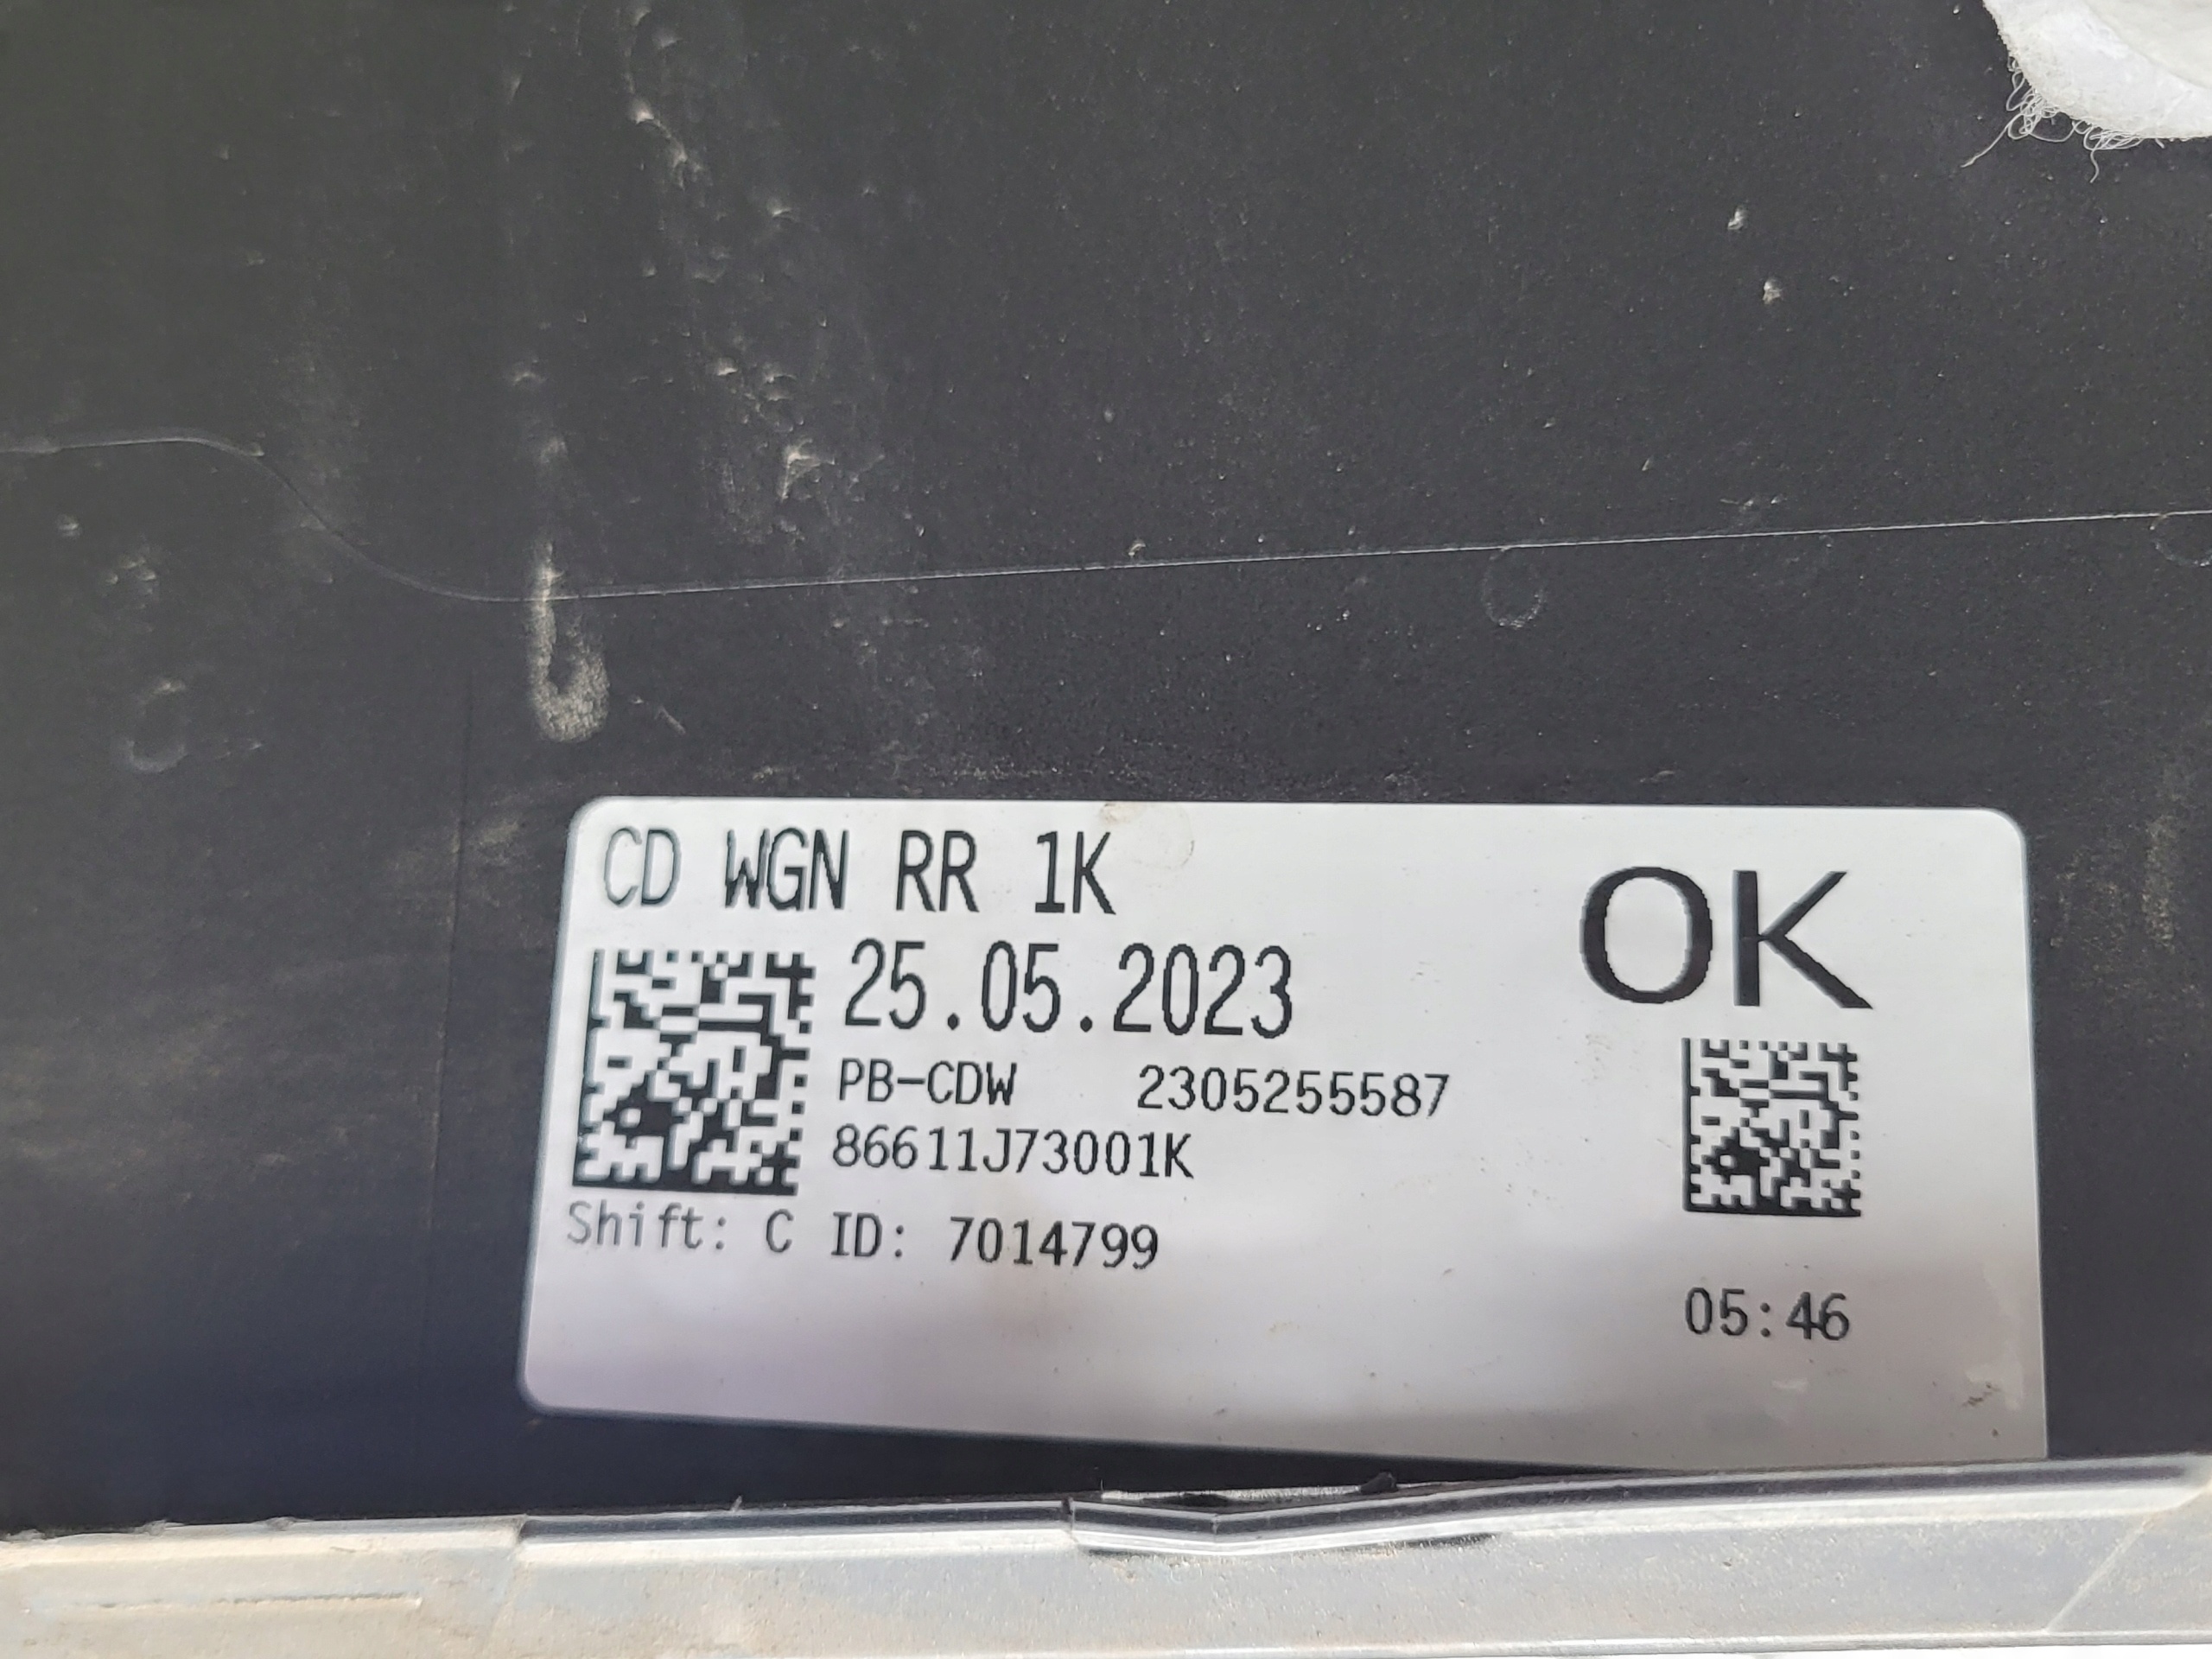 CD WGN RR 1K
OK
25.05.2023
PB-CDW 2305255587
86611J73001K
Shift: C ID: 7014799
05:46